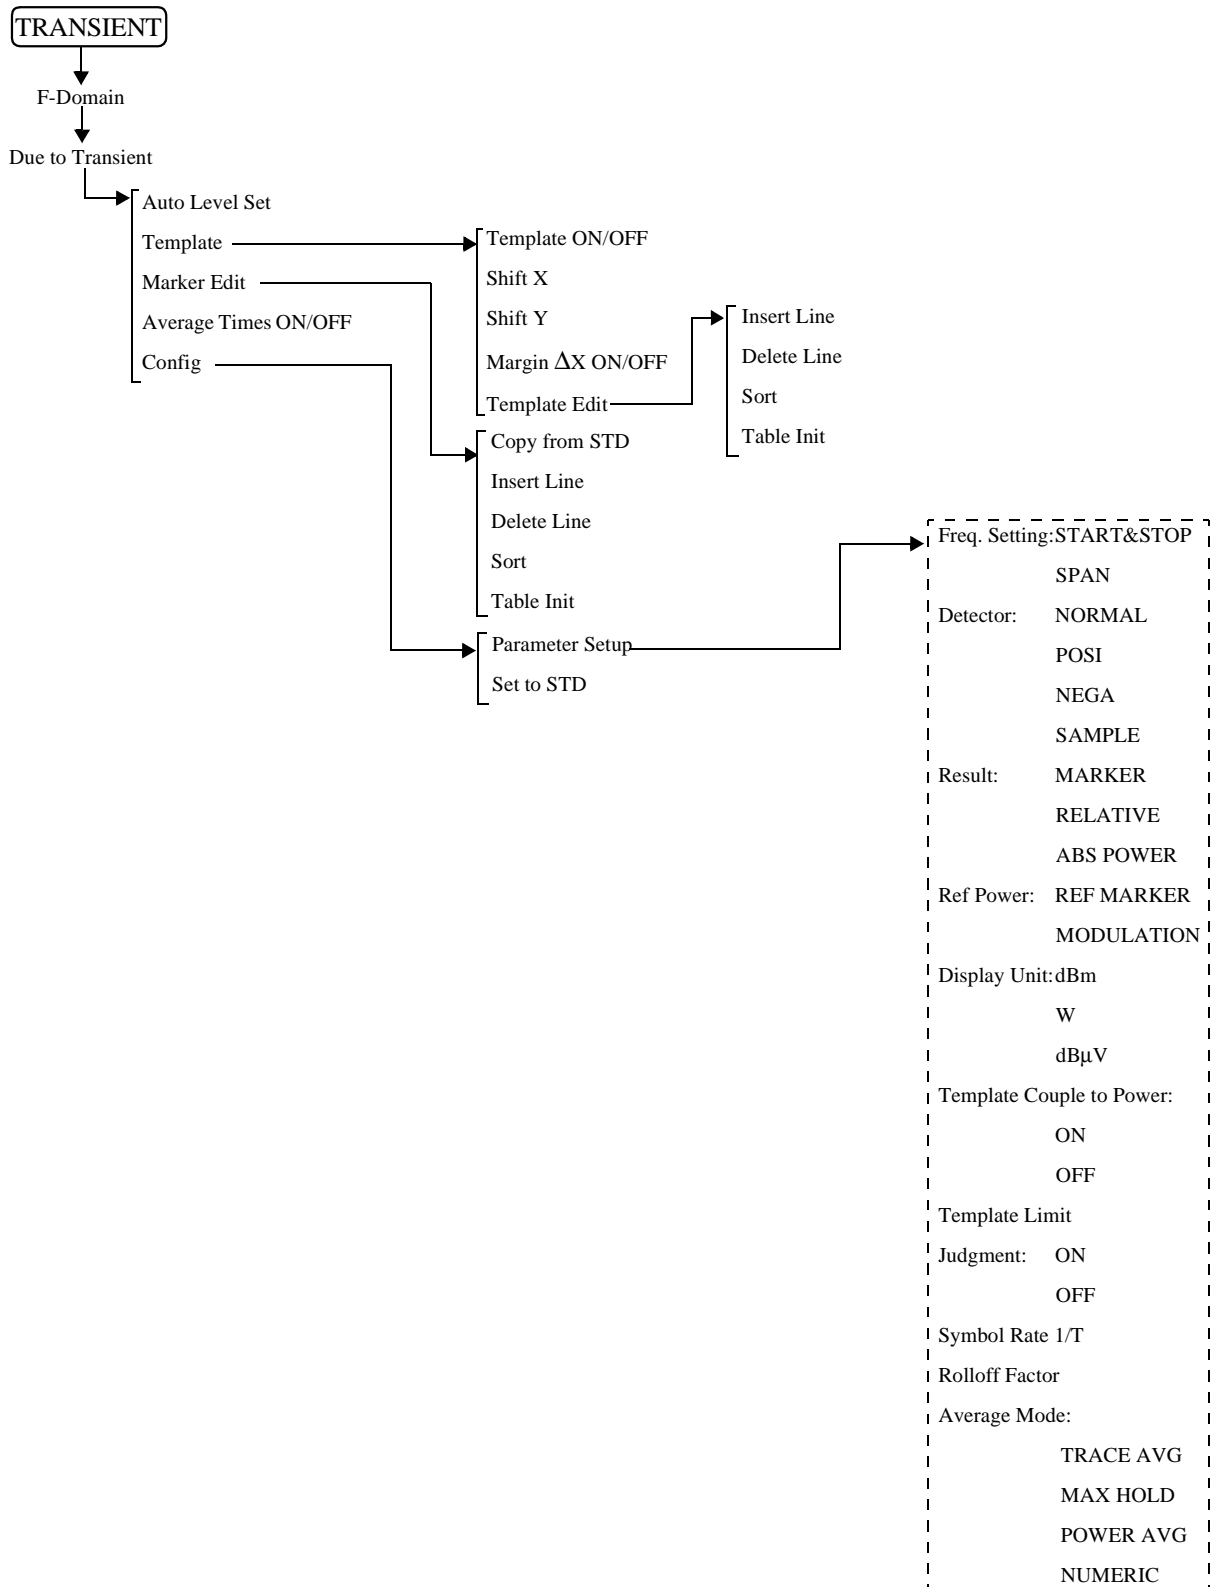 TRANSIENT
F-Domain
Due to Transient
Auto Level Set
Template
Marker Edit
Average Times ON/OFF
Config
Template ON/OFF
Shift X
Shift Y
Margin ΔX ON/OFF
Template Edit
Insert Line
Delete Line
Sort
Table Init
Copy from STD
Insert Line
Delete Line
Sort
Table Init
Parameter Setup
Set to STD
Freq. Setting: START&STOP
SPAN
Detector: NORMAL
POSI
NEGA
SAMPLE
Result: MARKER
RELATIVE
ABS POWER
Ref Power: REF MARKER
MODULATION
Display Unit: dBm
W
dBμV
Template Couple to Power:
ON
OFF
Template Limit
Judgment: ON
OFF
Symbol Rate 1/T
Rolloff Factor
Average Mode:
TRACE AVG
MAX HOLD
POWER AVG
NUMERIC